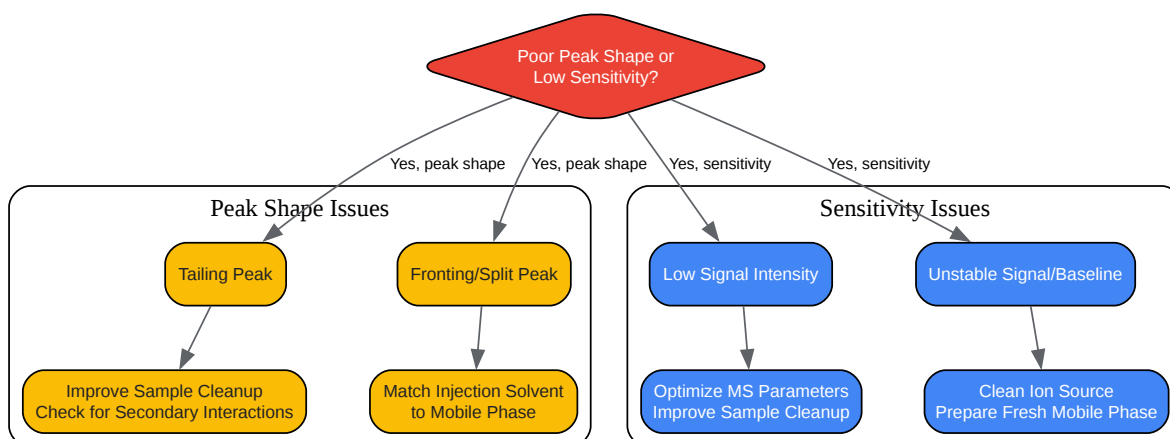 Poor Peak Shape or
Low Sensitivity?
Yes, peak shape
Yes, peak shape
Yes, sensitivity
Yes, sensitivity
Peak Shape Issues
Sensitivity Issues
Tailing Peak
Fronting/Split Peak
Low Signal Intensity
Unstable Signal/Baseline
Improve Sample Cleanup
Check for Secondary Interactions
Match Injection Solvent
to Mobile Phase
Optimize MS Parameters
Improve Sample Cleanup
Clean Ion Source
Prepare Fresh Mobile Phase